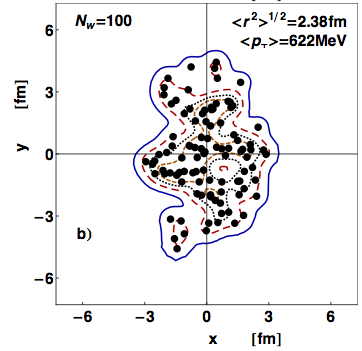 N_w=100
<r²>^1/2=2.38fm
<p_T>=622MeV
6
3
0
−3
−6
y [fm]
b)
−6 −3 0 3 6
x [fm]